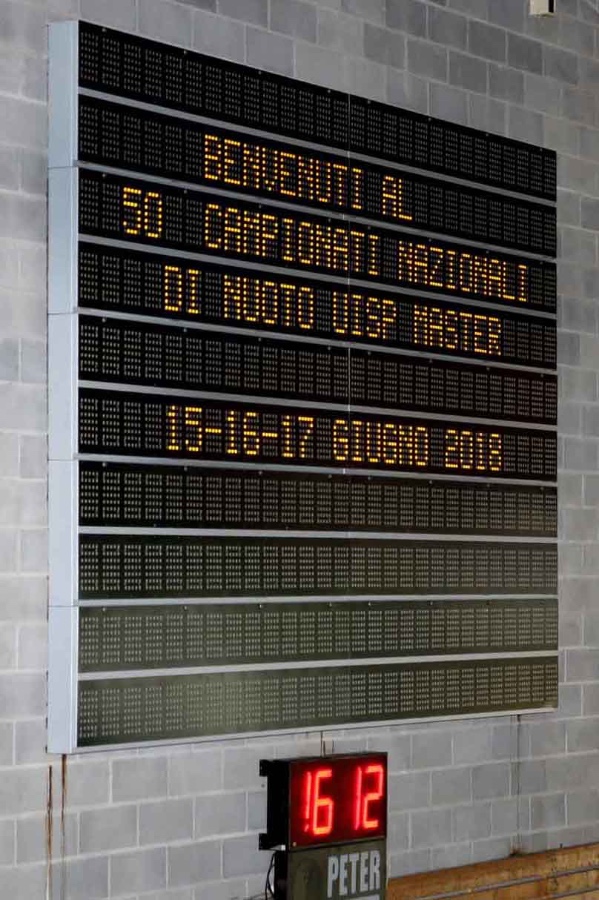 BENVENUTI AL
50 CAMPIONATI NAZIONALI
DI NUOTO UISP MASTER
15-16-17 GIUGNO 2018
16 12
PETER